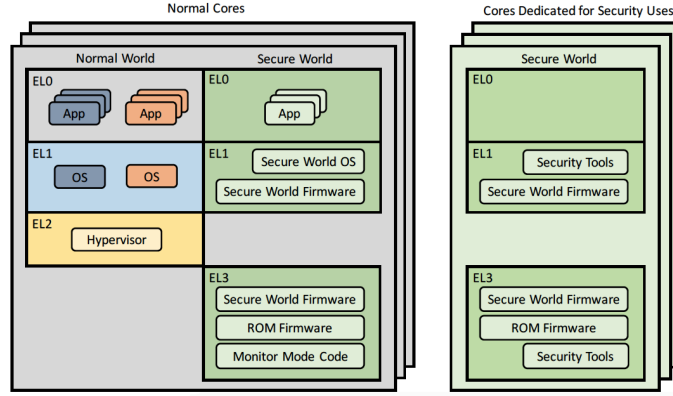 Normal Cores
Cores Dedicated for Security Uses
Normal World
Secure World
EL0
App
App
EL0
App
EL1
OS
OS
EL1
Secure World OS
Secure World Firmware
EL2
Hypervisor
EL3
Secure World Firmware
ROM Firmware
Monitor Mode Code
Secure World
EL0
EL1
Security Tools
Secure World Firmware
EL3
Secure World Firmware
ROM Firmware
Security Tools